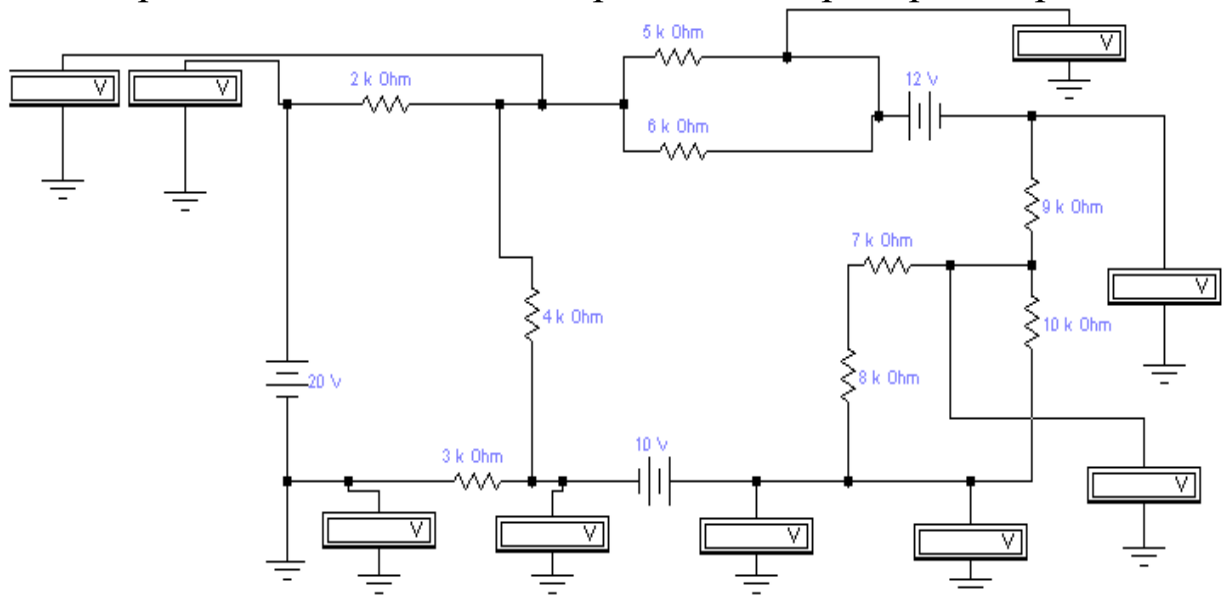 5 k Ohm
V
V
V
2 k Ohm
12 V
6 k Ohm
9 k Ohm
7 k Ohm
V
4 k Ohm
10 k Ohm
20 V
8 k Ohm
10 V
3 k Ohm
V
V
V
V
V